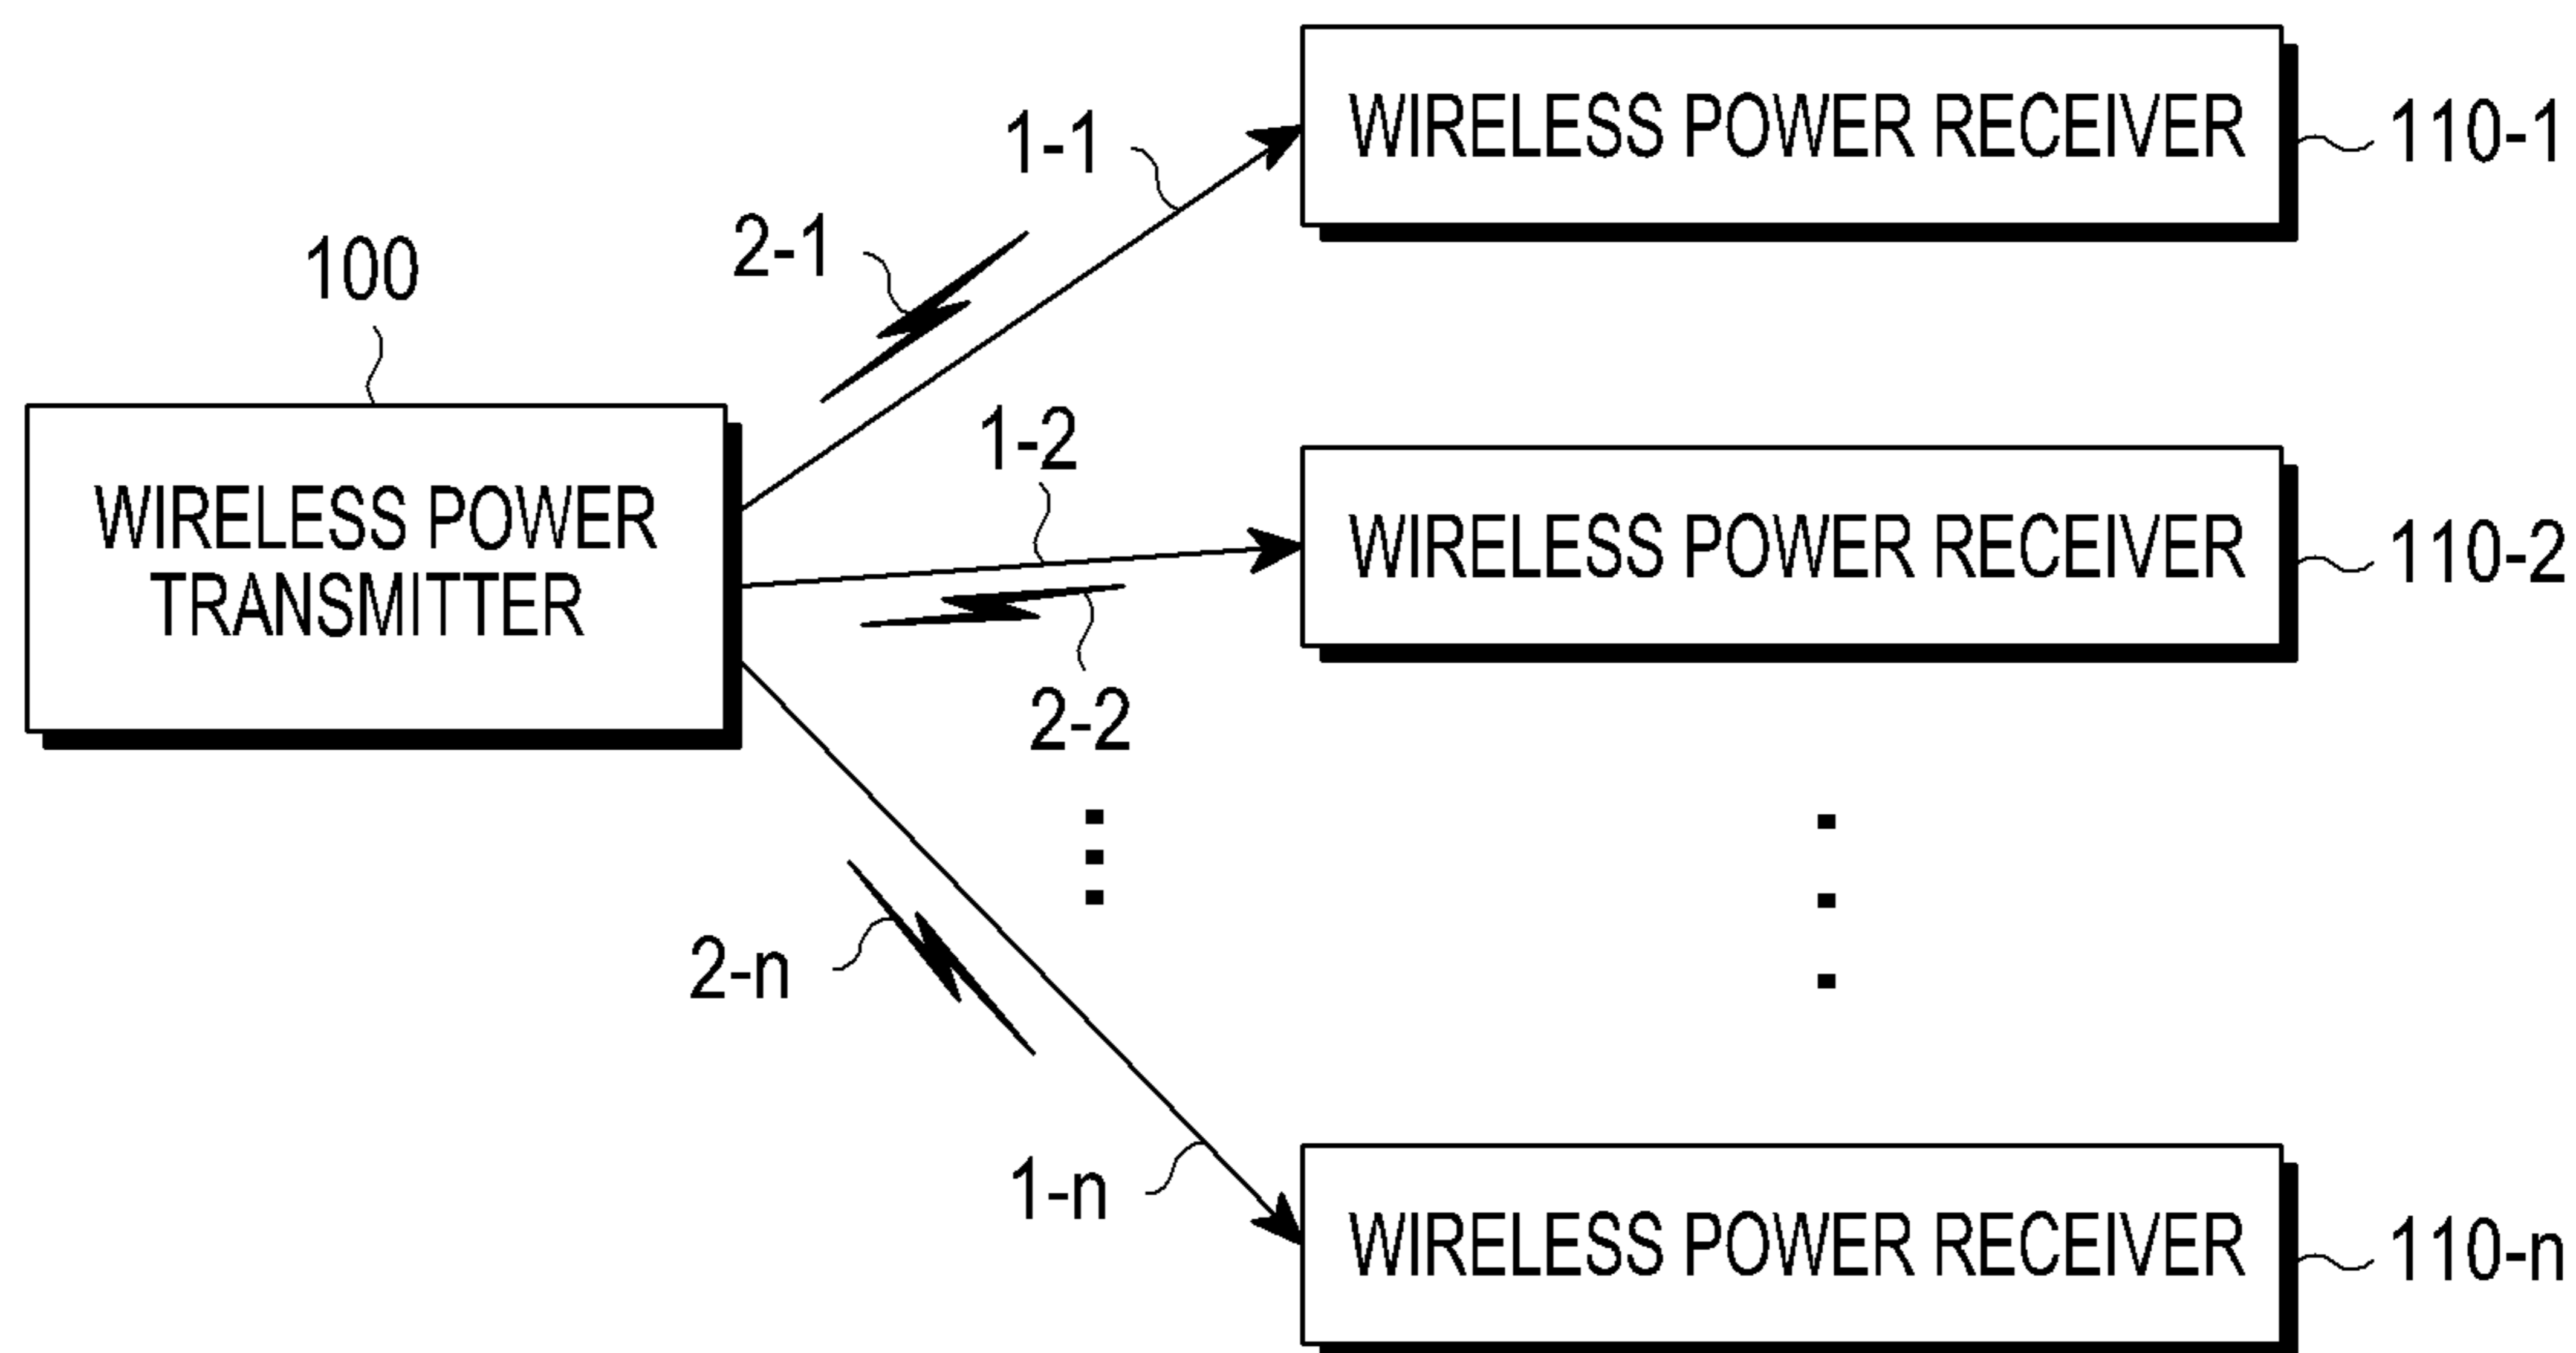 1-1
WIRELESS POWER RECEIVER
110-1
2-1
100
1-2
WIRELESS POWER
TRANSMITTER
WIRELESS POWER RECEIVER
110-2
2-2
2-n
1-n
WIRELESS POWER RECEIVER
110-n